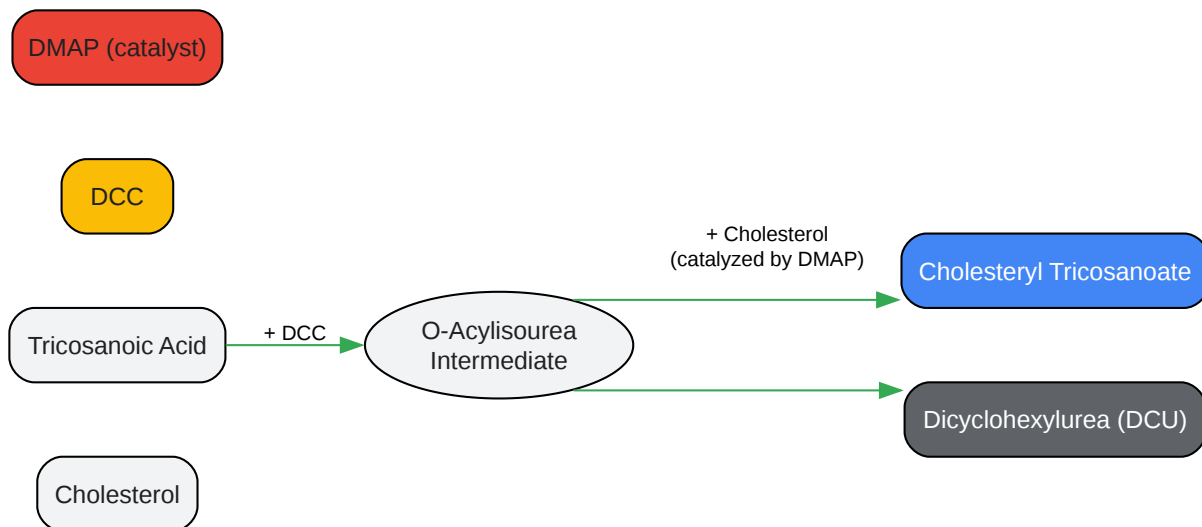 DMAP (catalyst)
DCC
Tricosanoic Acid
Cholesterol
+ DCC
O-Acylisourea
Intermediate
+ Cholesterol
(catalyzed by DMAP)
Cholesteryl Tricosanoate
Dicyclohexylurea (DCU)